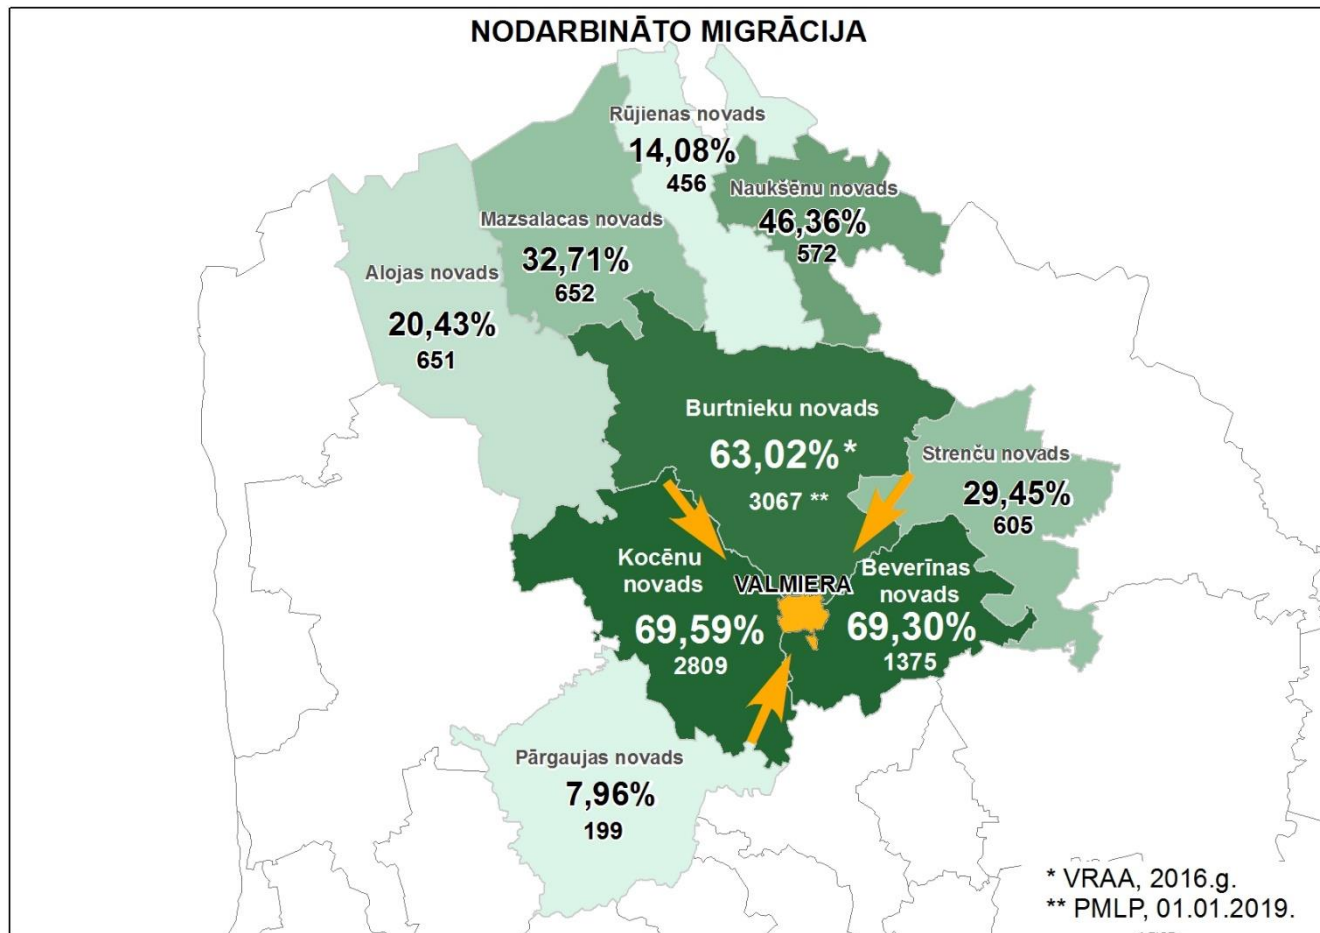 NODARBINĀTO MIGRĀCIJA
Rūjienas novads
14,08%
456
Naukšēnu novads
46,36%
572
Mazsalacas novads
32,71%
652
Alojas novads
20,43%
651
Burtnieku novads
63,02%*
3067 **
Strenču novads
29,45%
605
Kocēnu
novads
69,59%
2809
VALMIERA
Beverīnas
novads
69,30%
1375
Pārgaujas novads
7,96%
199
* VRAA, 2016.g.
** PMLP, 01.01.2019.